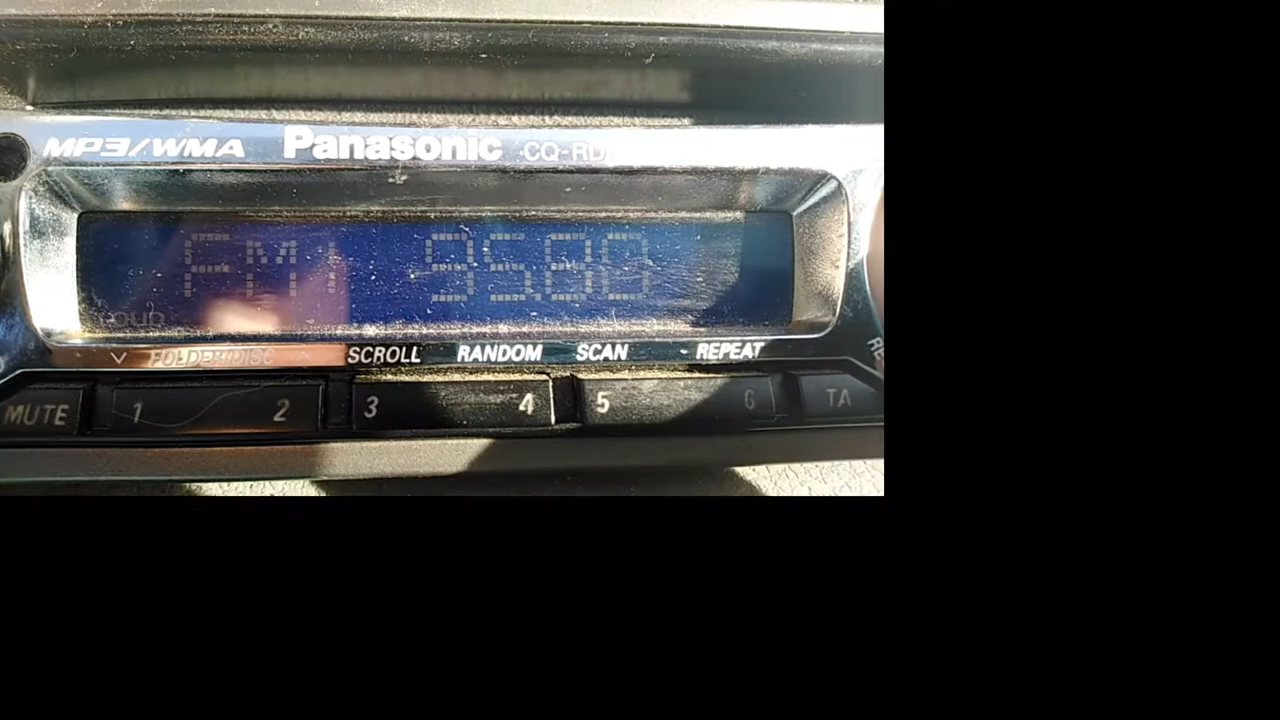 MP3/WMA Panasonic CQ-RD
FM1 95.80
LOUD
FOLDER/DISC SCROLL RANDOM SCAN REPEAT
MUTE 1 2 3 4 5 6 TA